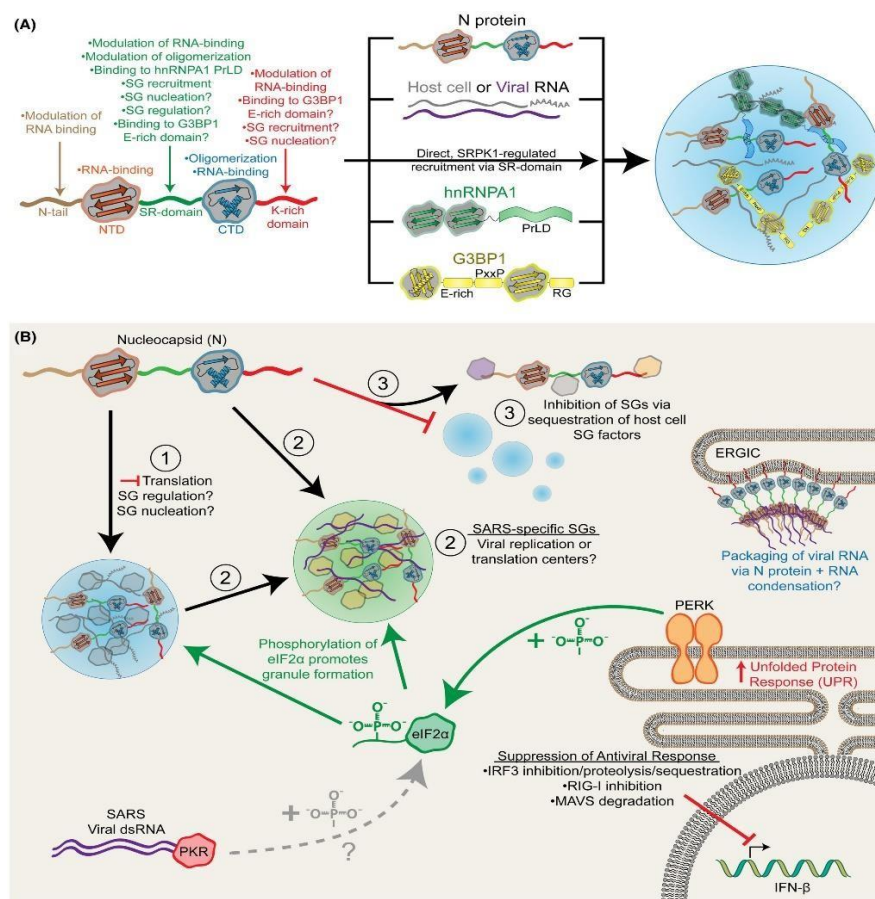 (A)
•Modulation of RNA-binding
•Modulation of oligomerization
•Binding to hnRNPA1 PrLD
•SG recruitment
•SG nucleation?
•SG regulation?
•Binding to G3BP1
E-rich domain?
•Modulation of
RNA-binding
•Binding to G3BP1
E-rich domain?
•SG recruitment?
•SG nucleation?
•Modulation of
RNA binding
•RNA-binding
•Oligomerization
•RNA-binding
N-tail
NTD
SR-domain
CTD
K-rich
domain
N protein
Host cell or Viral RNA
Direct, SRPK1-regulated
recruitment via SR-domain
hnRNPA1
PrLD
G3BP1
PxxP
E-rich
RG
(B)
Nucleocapsid (N)
3
3
Inhibition of SGs via
sequestration of host cell
SG factors
2
1
Translation
SG regulation?
SG nucleation?
ERGIC
Packaging of viral RNA
via N protein + RNA
condensation?
2
SARS-specific SGs
Viral replication or
translation centers?
2
PERK
Unfolded Protein
Response (UPR)
Phosphorylation of
eIF2α promotes
granule formation
+ O
⁻O—P—O⁻
O⁻
O⁻
⁻O—P—O⁻
eIF2α
Suppression of Antiviral Response
•IRF3 inhibition/proteolysis/sequestration
•RIG-I inhibition
•MAVS degradation
+ O
⁻O—P—O⁻
O⁻
?
SARS
Viral dsRNA
PKR
IFN-β